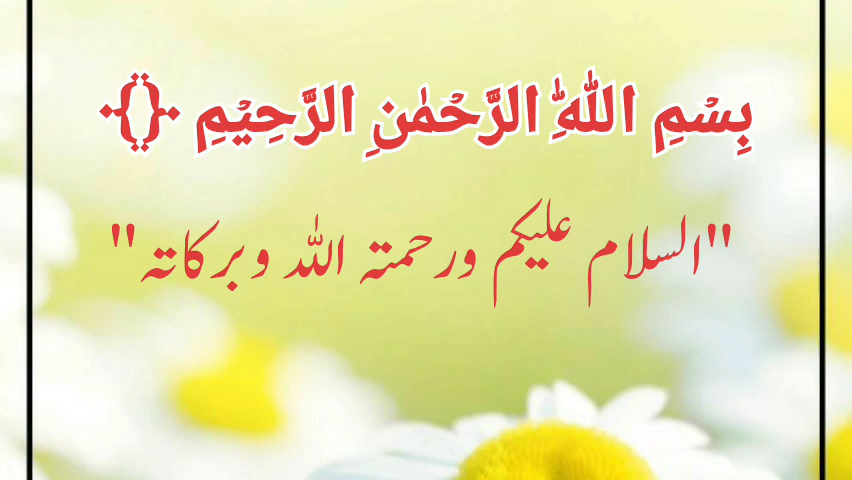 بِسْمِ اللّٰهِ الرَّحْمٰنِ الرَّحِيْمِ ﴿﴾
"السلام علیکم ورحمتہ اللہ وبرکاتہ"